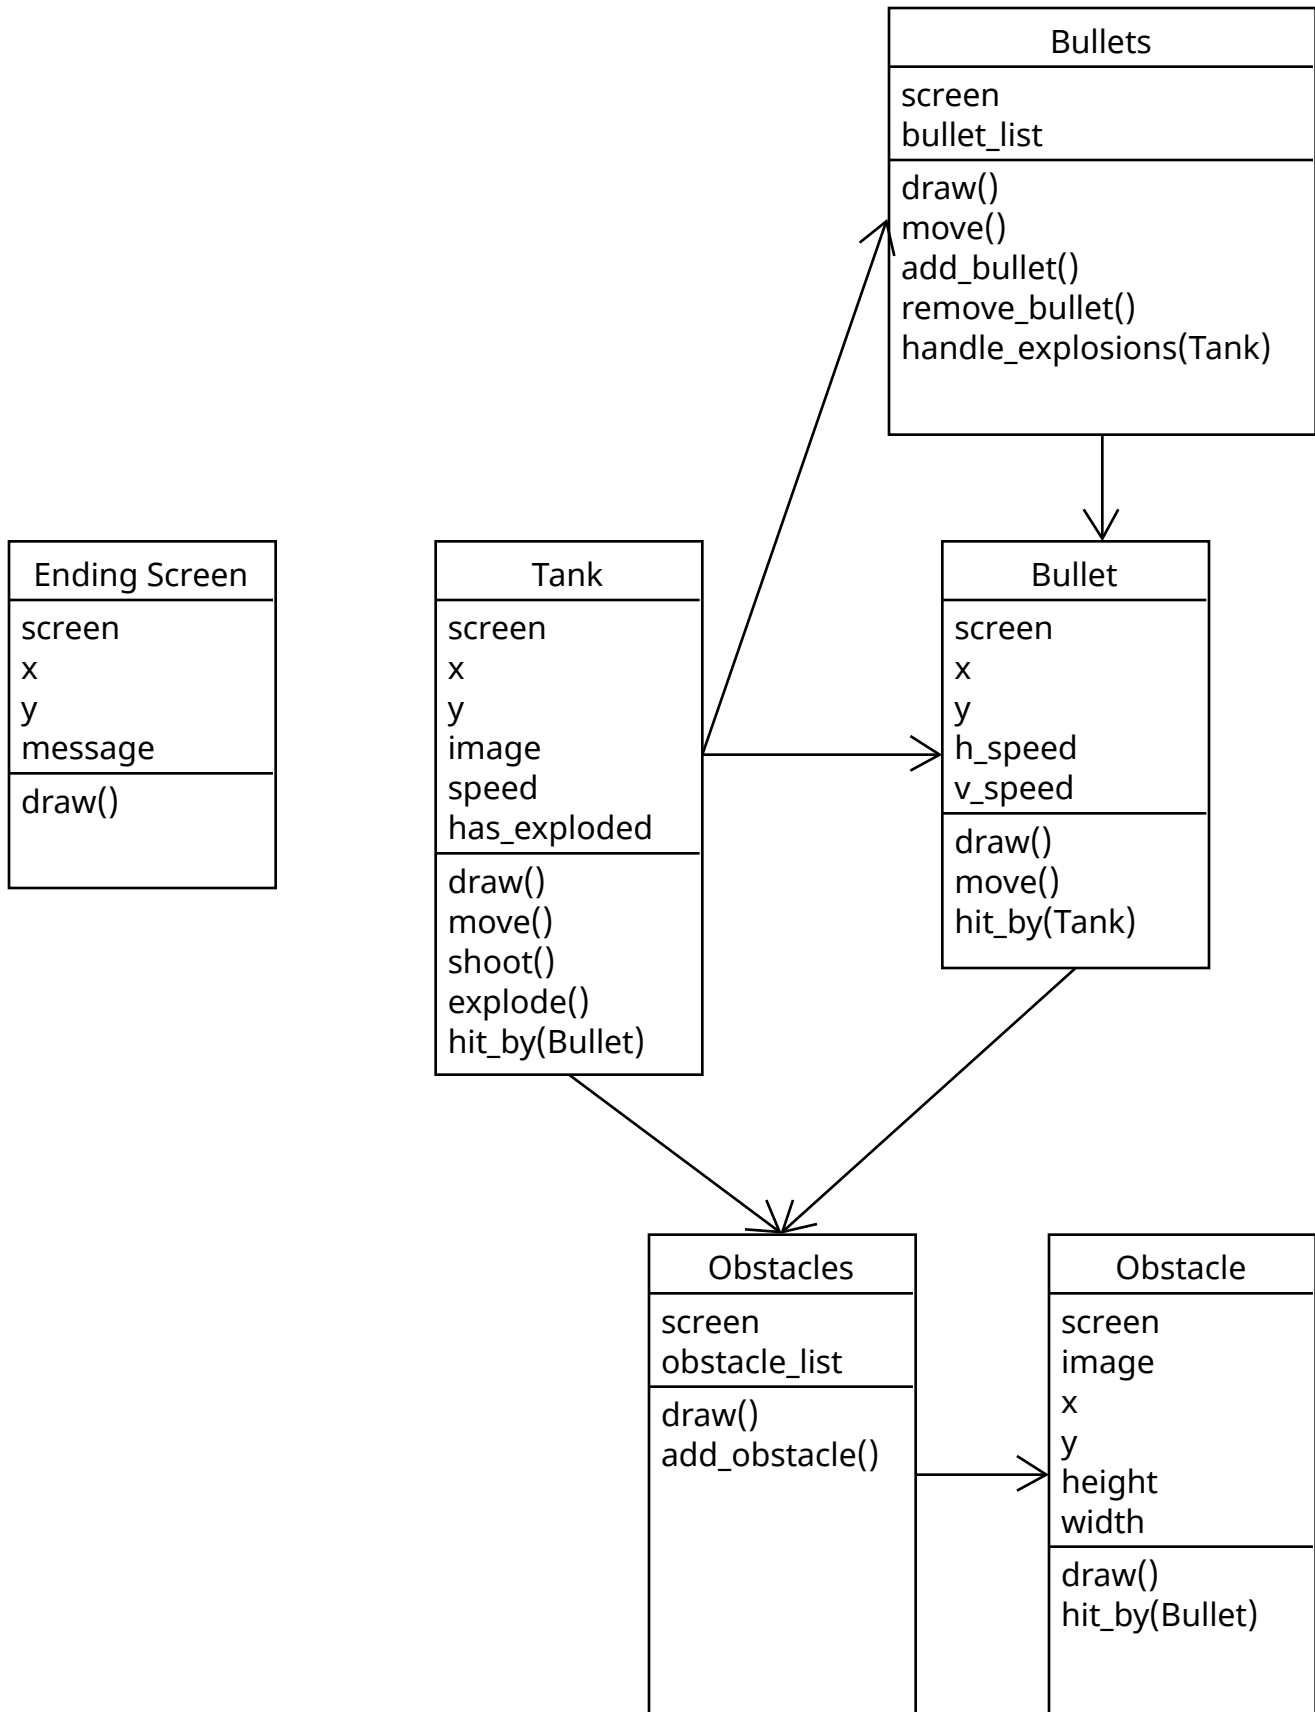 Bullets
screen
bullet_list
draw()
move()
add_bullet()
remove_bullet()
handle_explosions(Tank)
Ending Screen
screen
x
y
message
draw()
Tank
screen
x
y
image
speed
has_exploded
draw()
move()
shoot()
explode()
hit_by(Bullet)
Bullet
screen
x
y
h_speed
v_speed
draw()
move()
hit_by(Tank)
Obstacles
screen
obstacle_list
draw()
add_obstacle()
Obstacle
screen
image
x
y
height
width
draw()
hit_by(Bullet)